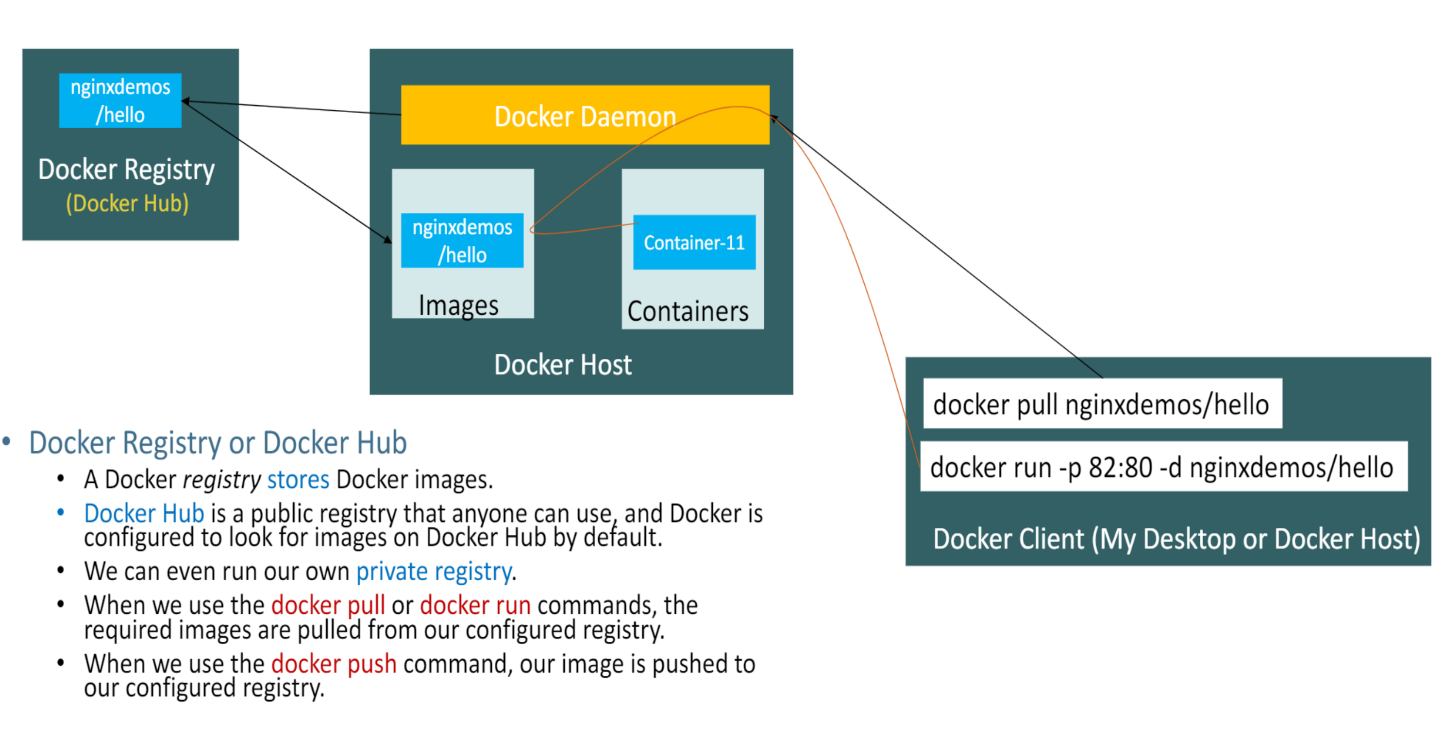 nginxdemos
/hello
Docker Registry
(Docker Hub)
Docker Daemon
nginxdemos
/hello
Images
Container-11
Containers
Docker Host
docker pull nginxdemos/hello
docker run -p 82:80 -d nginxdemos/hello
Docker Client (My Desktop or Docker Host)
• Docker Registry or Docker Hub
• A Docker registry stores Docker images.
• Docker Hub is a public registry that anyone can use, and Docker is
configured to look for images on Docker Hub by default.
• We can even run our own private registry.
• When we use the docker pull or docker run commands, the
required images are pulled from our configured registry.
• When we use the docker push command, our image is pushed to
our configured registry.